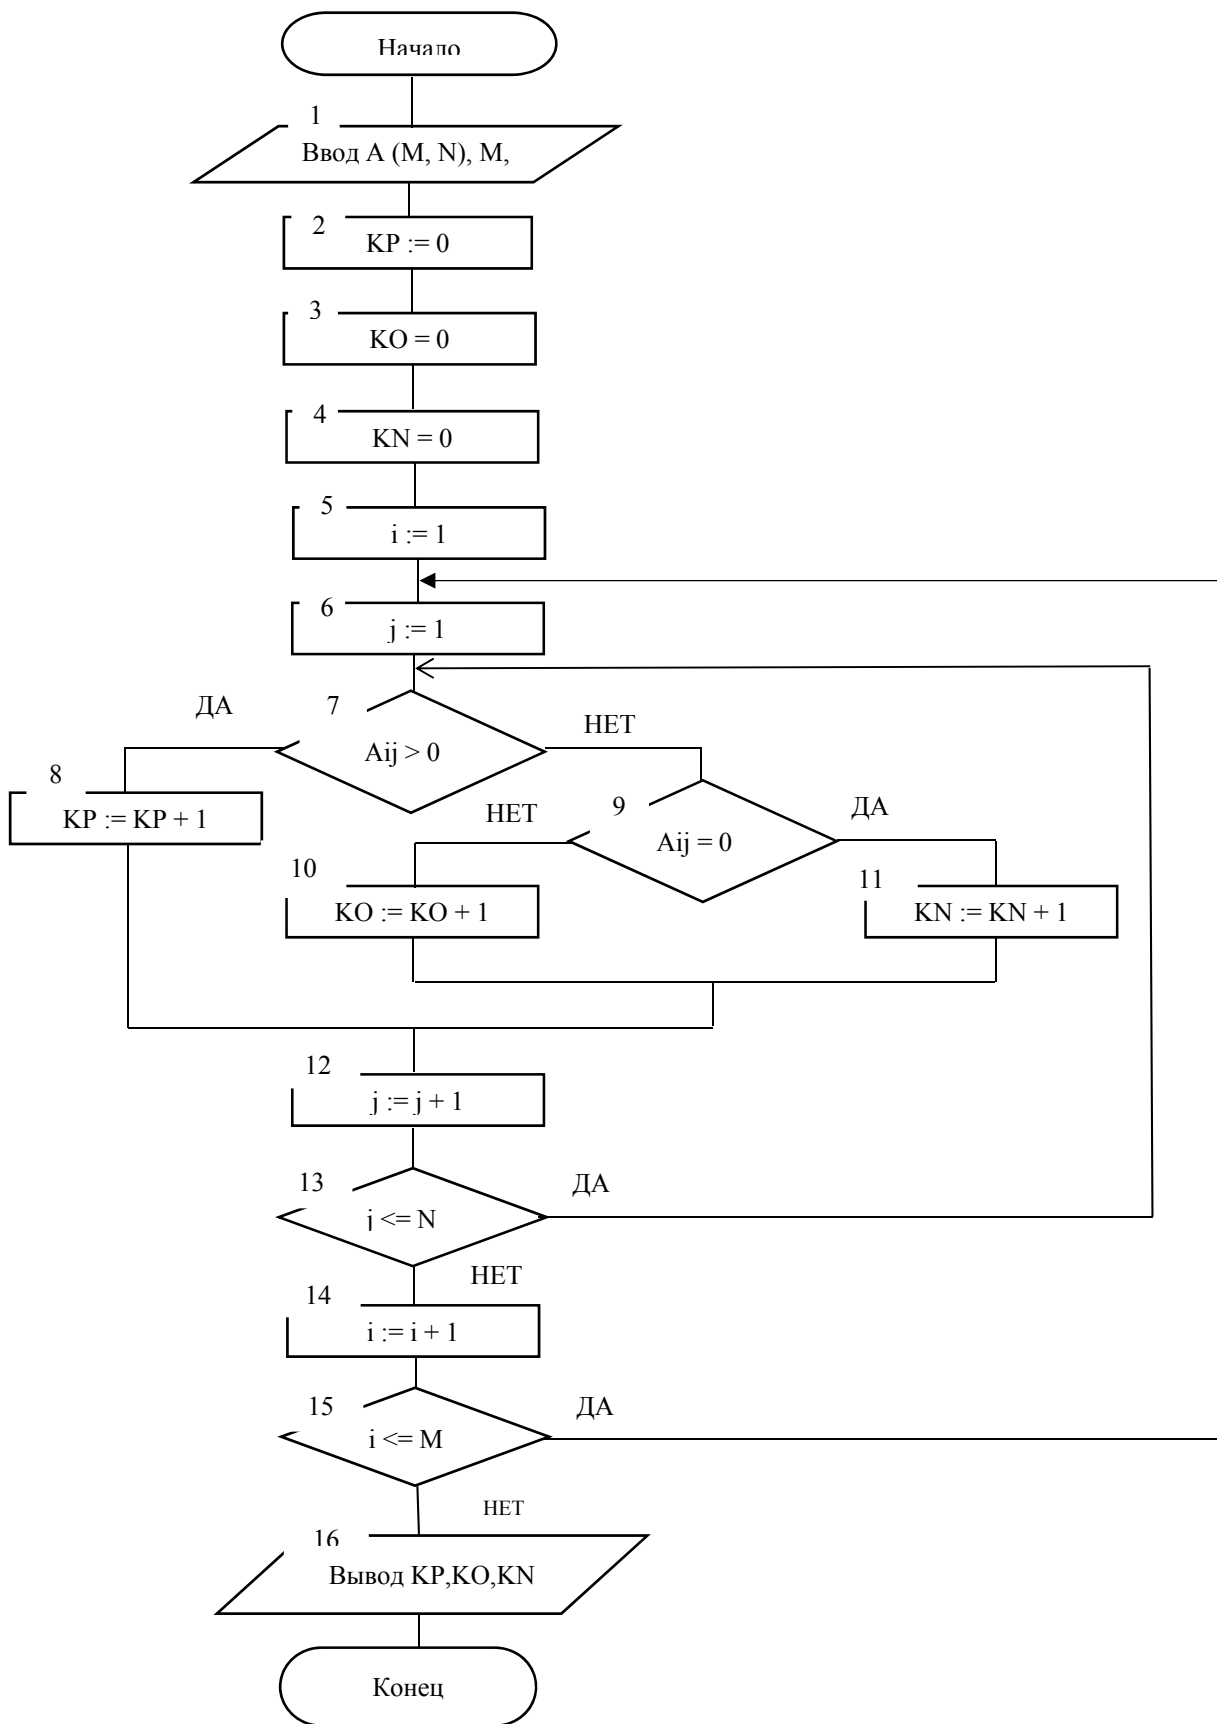 Начало
1
Ввод A (M, N), M,
2
KP := 0
3
KO = 0
4
KN = 0
5
i := 1
6
j := 1
ДА
7
НЕТ
Aij > 0
8
KP := KP + 1
НЕТ
9
ДА
Aij = 0
10
KO := KO + 1
11
KN := KN + 1
12
j := j + 1
13
ДА
j <= N
НЕТ
14
i := i + 1
15
ДА
i <= M
НЕТ
16
Вывод KP,KO,KN
Конец